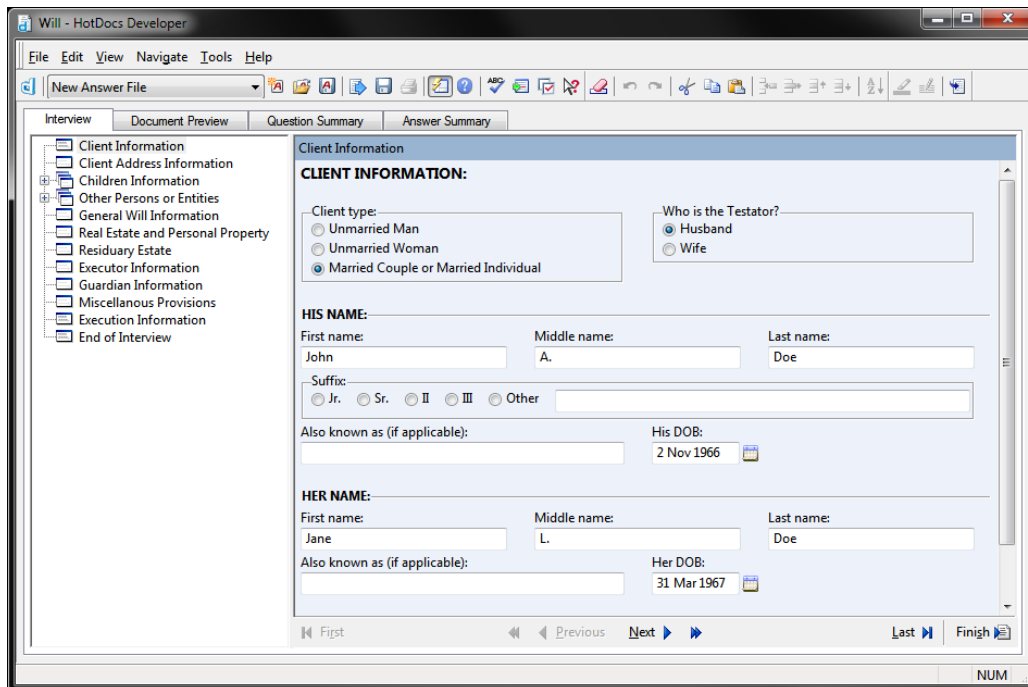 Will - HotDocs Developer
File Edit View Navigate Tools Help
New Answer File ABC
Interview Document Preview Question Summary Answer Summary
Client Information
Client Address Information
Children Information
Other Persons or Entities
General Will Information
Real Estate and Personal Property
Residuary Estate
Executor Information
Guardian Information
Miscellanous Provisions
Execution Information
End of Interview
Client Information
CLIENT INFORMATION:
Client type: Who is the Testator?
Unmarried Man Husband
Unmarried Woman Wife
Married Couple or Married Individual
HIS NAME:
First name: Middle name: Last name:
John A. Doe
Suffix:
Jr. Sr. II III Other
Also known as (if applicable): His DOB:
2 Nov 1966
HER NAME:
First name: Middle name: Last name:
Jane L. Doe
Also known as (if applicable): Her DOB:
31 Mar 1967
First Previous Next Last Finish
NUM